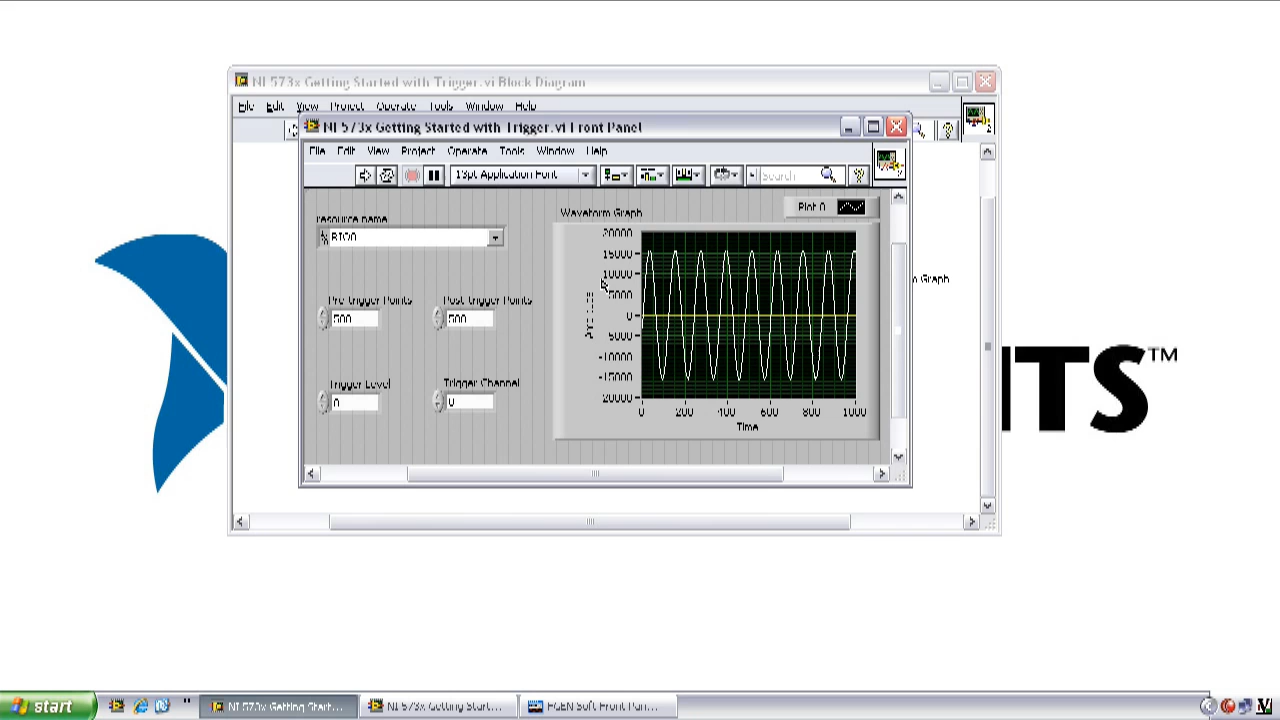 NI 573x Getting Started with Trigger.vi Block Diagram
File Edit View Project Operate Tools Window Help
NI 573x Getting Started with Trigger.vi Front Panel
File Edit View Project Operate Tools Window Help
13pt Application Font
Search
resource name
RIO0
Pre trigger Points
500
Post trigger Points
500
Trigger Level
0
Trigger Channel
0
Waveform Graph
Plot 0
20000
15000
10000
5000
0
5000
-10000
-15000
20000
0 200 400 600 800 1000
Time
Graph
NTS™
start
NI 573x Getting Start...
NI 573x Getting Start...
FGEN Soft Front Pan...